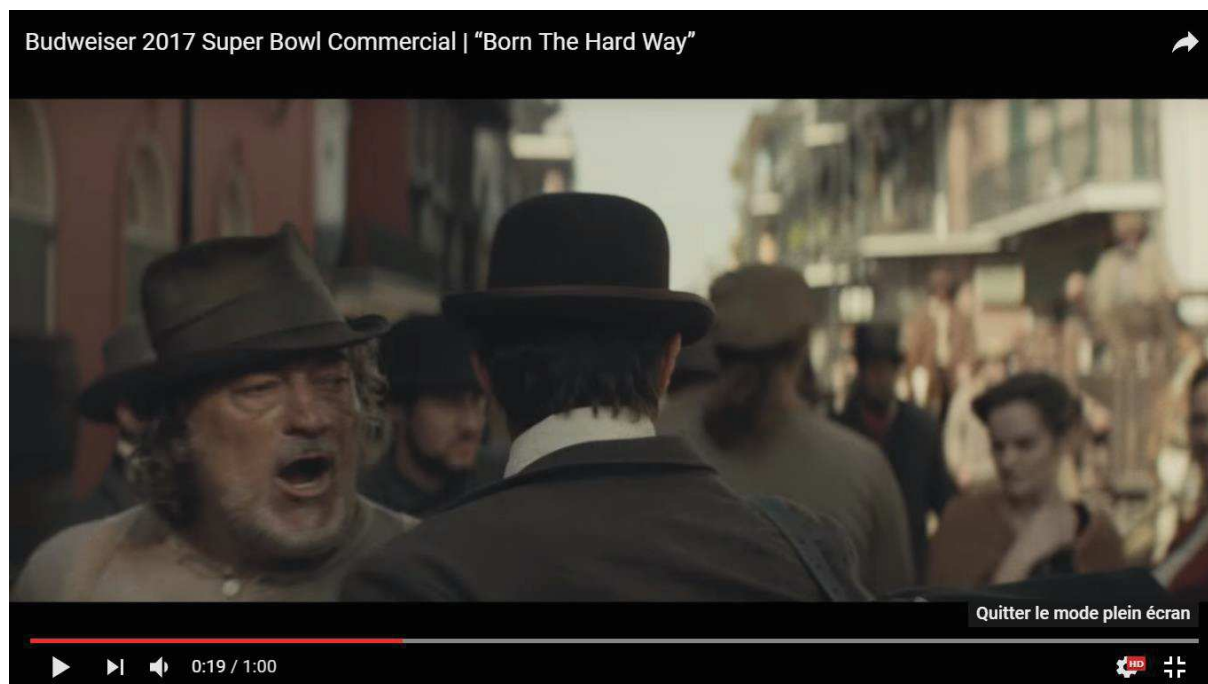 Budweiser 2017 Super Bowl Commercial | “Born The Hard Way”
Quitter le mode plein écran
0:19 / 1:00
HD